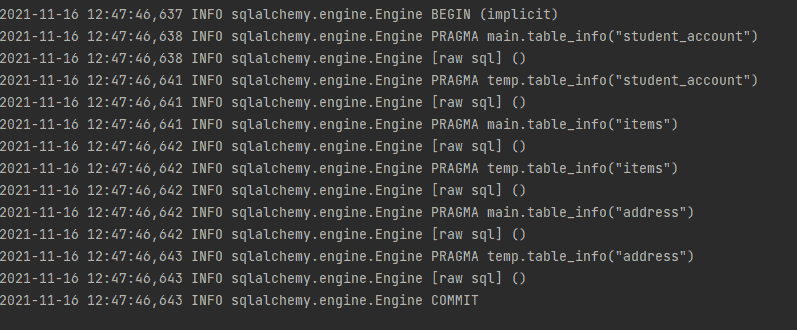 2021-11-16 12:47:46,637 INFO sqlalchemy.engine.Engine BEGIN (implicit)
2021-11-16 12:47:46,638 INFO sqlalchemy.engine.Engine PRAGMA main.table_info("student_account")
2021-11-16 12:47:46,638 INFO sqlalchemy.engine.Engine [raw sql] ()
2021-11-16 12:47:46,641 INFO sqlalchemy.engine.Engine PRAGMA temp.table_info("student_account")
2021-11-16 12:47:46,641 INFO sqlalchemy.engine.Engine [raw sql] ()
2021-11-16 12:47:46,641 INFO sqlalchemy.engine.Engine PRAGMA main.table_info("items")
2021-11-16 12:47:46,642 INFO sqlalchemy.engine.Engine [raw sql] ()
2021-11-16 12:47:46,642 INFO sqlalchemy.engine.Engine PRAGMA temp.table_info("items")
2021-11-16 12:47:46,642 INFO sqlalchemy.engine.Engine [raw sql] ()
2021-11-16 12:47:46,642 INFO sqlalchemy.engine.Engine PRAGMA main.table_info("address")
2021-11-16 12:47:46,642 INFO sqlalchemy.engine.Engine [raw sql] ()
2021-11-16 12:47:46,643 INFO sqlalchemy.engine.Engine PRAGMA temp.table_info("address")
2021-11-16 12:47:46,643 INFO sqlalchemy.engine.Engine [raw sql] ()
2021-11-16 12:47:46,643 INFO sqlalchemy.engine.Engine COMMIT